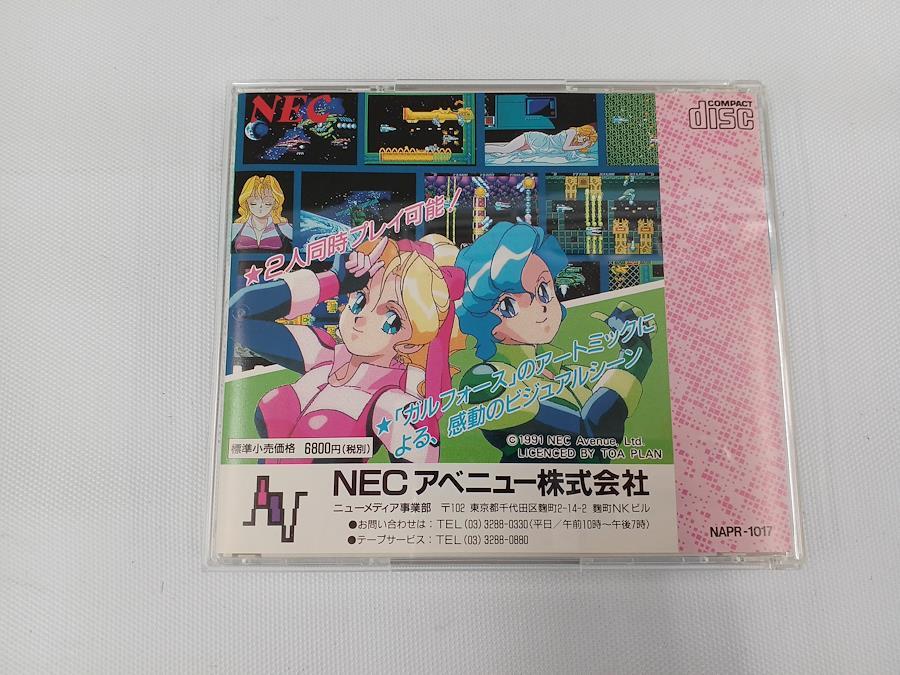 NEC
COMPACT
disc
★2人同時プレイ可能!
★「ガルフォース」のアートミックに
よる、感動のビジュアルシーン
©1991 NEC Avenue, Ltd.
LICENCED BY TOA PLAN
標準小売価格 6800円(税別)
NECアベニュー株式会社
ニューメディア事業部 〒102 東京都千代田区麹町2-14-2 麹町NKビル
●お問い合わせは:TEL(03)3288-0330(平日/午前10時〜午後7時)
●テープサービス:TEL(03)3288-0880
NAPR-1017